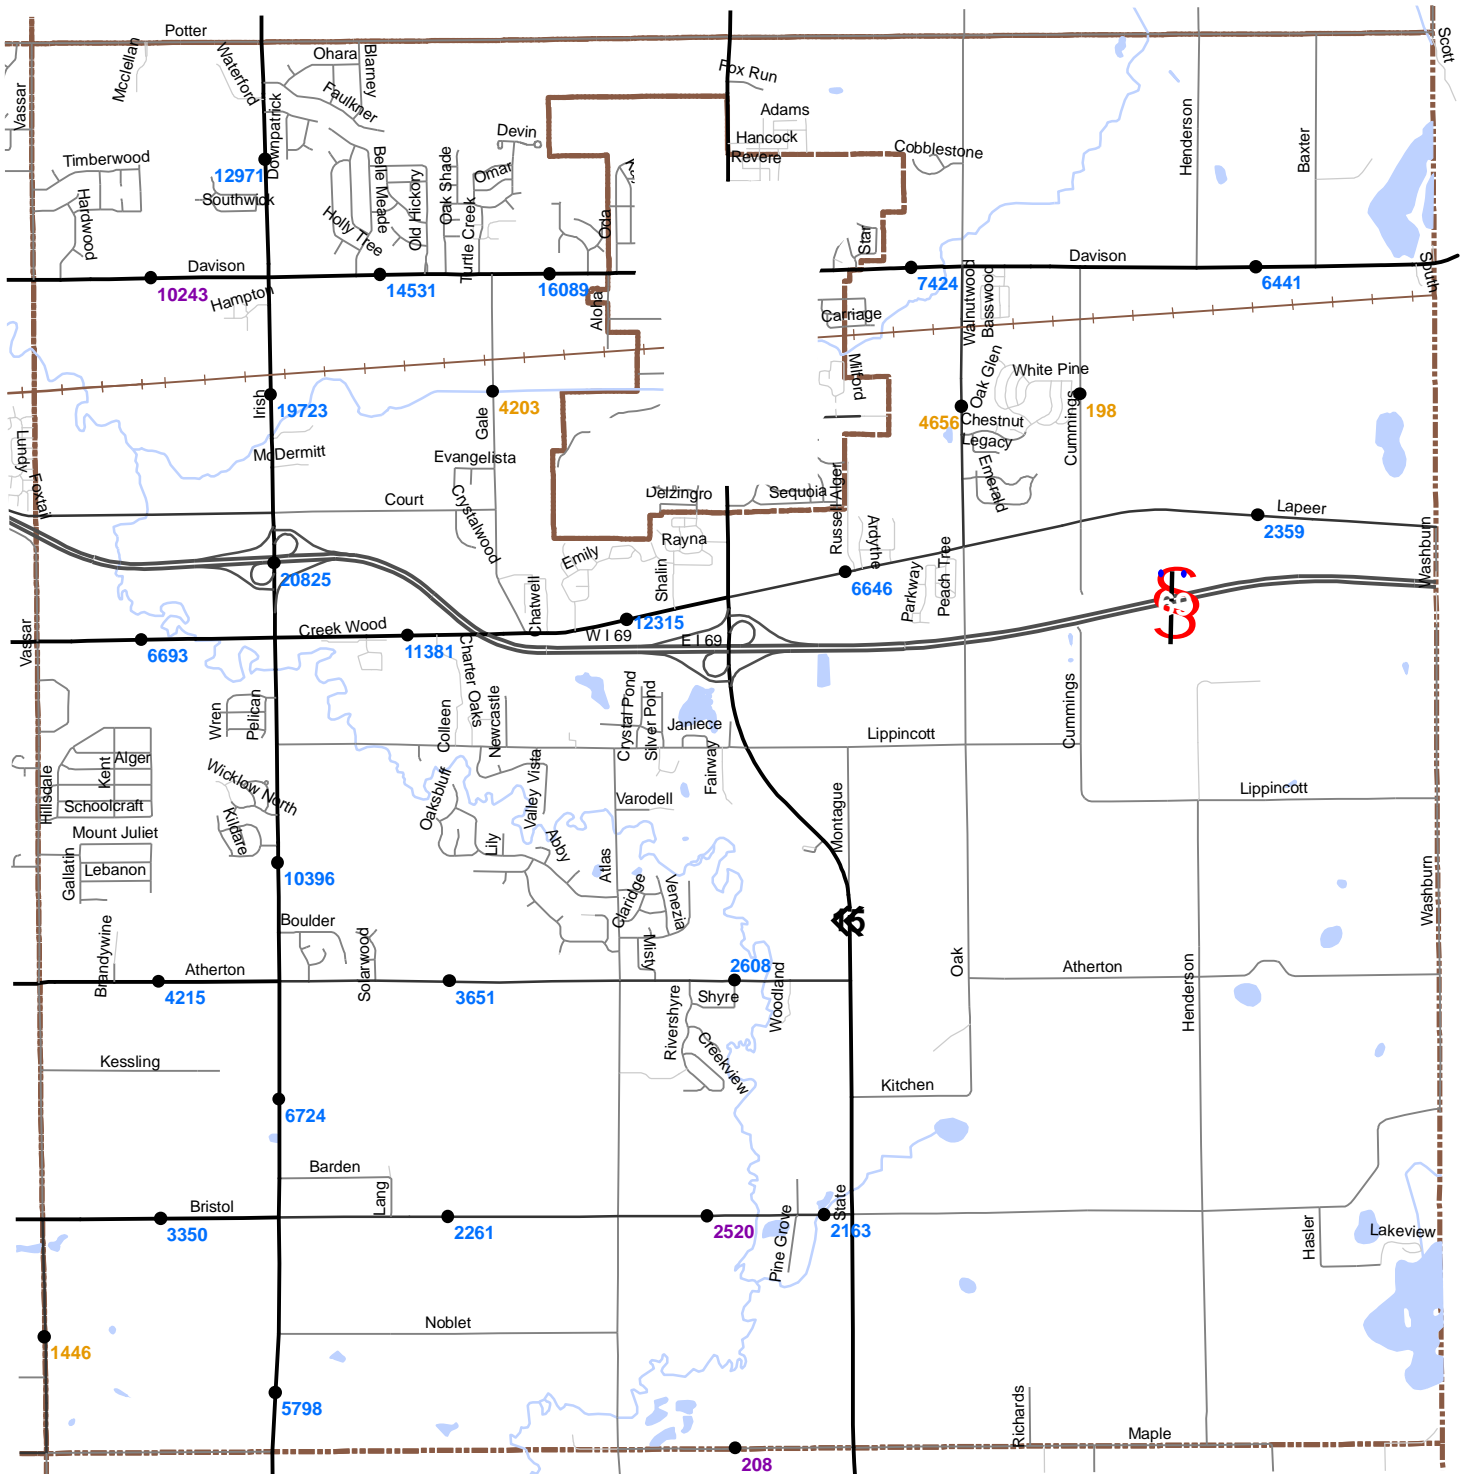 Potter
Scott
Mcclellan
Waterford
Ohara
Blarney
Fox Run
Vassar
Downpatrick
Faulkner
Adams
Devin
Hancock
Henderson
Baxter
Timberwood
Revere
Cobblestone
12971
Belle Meade
Old Hickory
Oak Shade
Omar
Southwick
Hardwood
Holly Tree
Turtle Creek
Oda
Star
Davison
Davison
South
10243
14531
16089
7424
6441
Hampton
Aloha
Carriage
Walnutwood
Basswood
Milford
Oak Glen
White Pine
Irish
19723
4203
Gale
4656
Chestnut
Cummings
198
Legacy
Lundy
McDermitt
Evangelista
Emerald
Foxtail
Court
Crystalwood
Delzingro
Sequoia
Russell
Alger
Lapeer
2359
Rayna
Ardythe
Washburn
Emily
Shalin
Peach Tree
Parkway
6646
20825
Chatwell
12315
Creek Wood
W I 69
E I 69
Vassar
6693
11381
Charter Oaks
Wren
Pelican
Colleen
Newcastle
Crystal Pond
Silver Pond
Janiece
Cummings
Lippincott
Fairway
Alger
Kent
Wicklow North
Hillsdale
Schoolcraft
Oaksbluff
Valley Vista
Varodell
Montague
Lippincott
Mount Juliet
Kildare
Lily
Abby
Gallatin
Lebanon
Atlas
10396
Claridge
Venezia
Washburn
Boulder
Brandywine
Solarwood
Misty
Oak
Atherton
2608
Woodland
Atherton
Henderson
4215
3651
Shyre
Rivershyre
Creekview
Kessling
Kitchen
6724
Barden
Lang
Bristol
State
3350
2261
2520
Pine Grove
2163
Hasler
Lakeview
Noblet
1446
5798
Richards
Maple
208